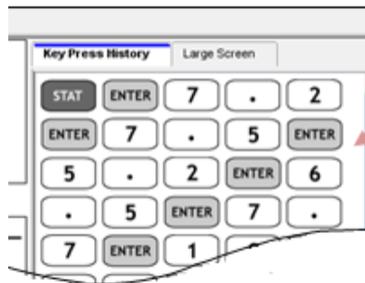 Key Press History Large Screen
STAT ENTER 7 . 2
ENTER 7 . 5 ENTER
5 . 2 ENTER 6
. 5 ENTER 7 .
7 ENTER 1